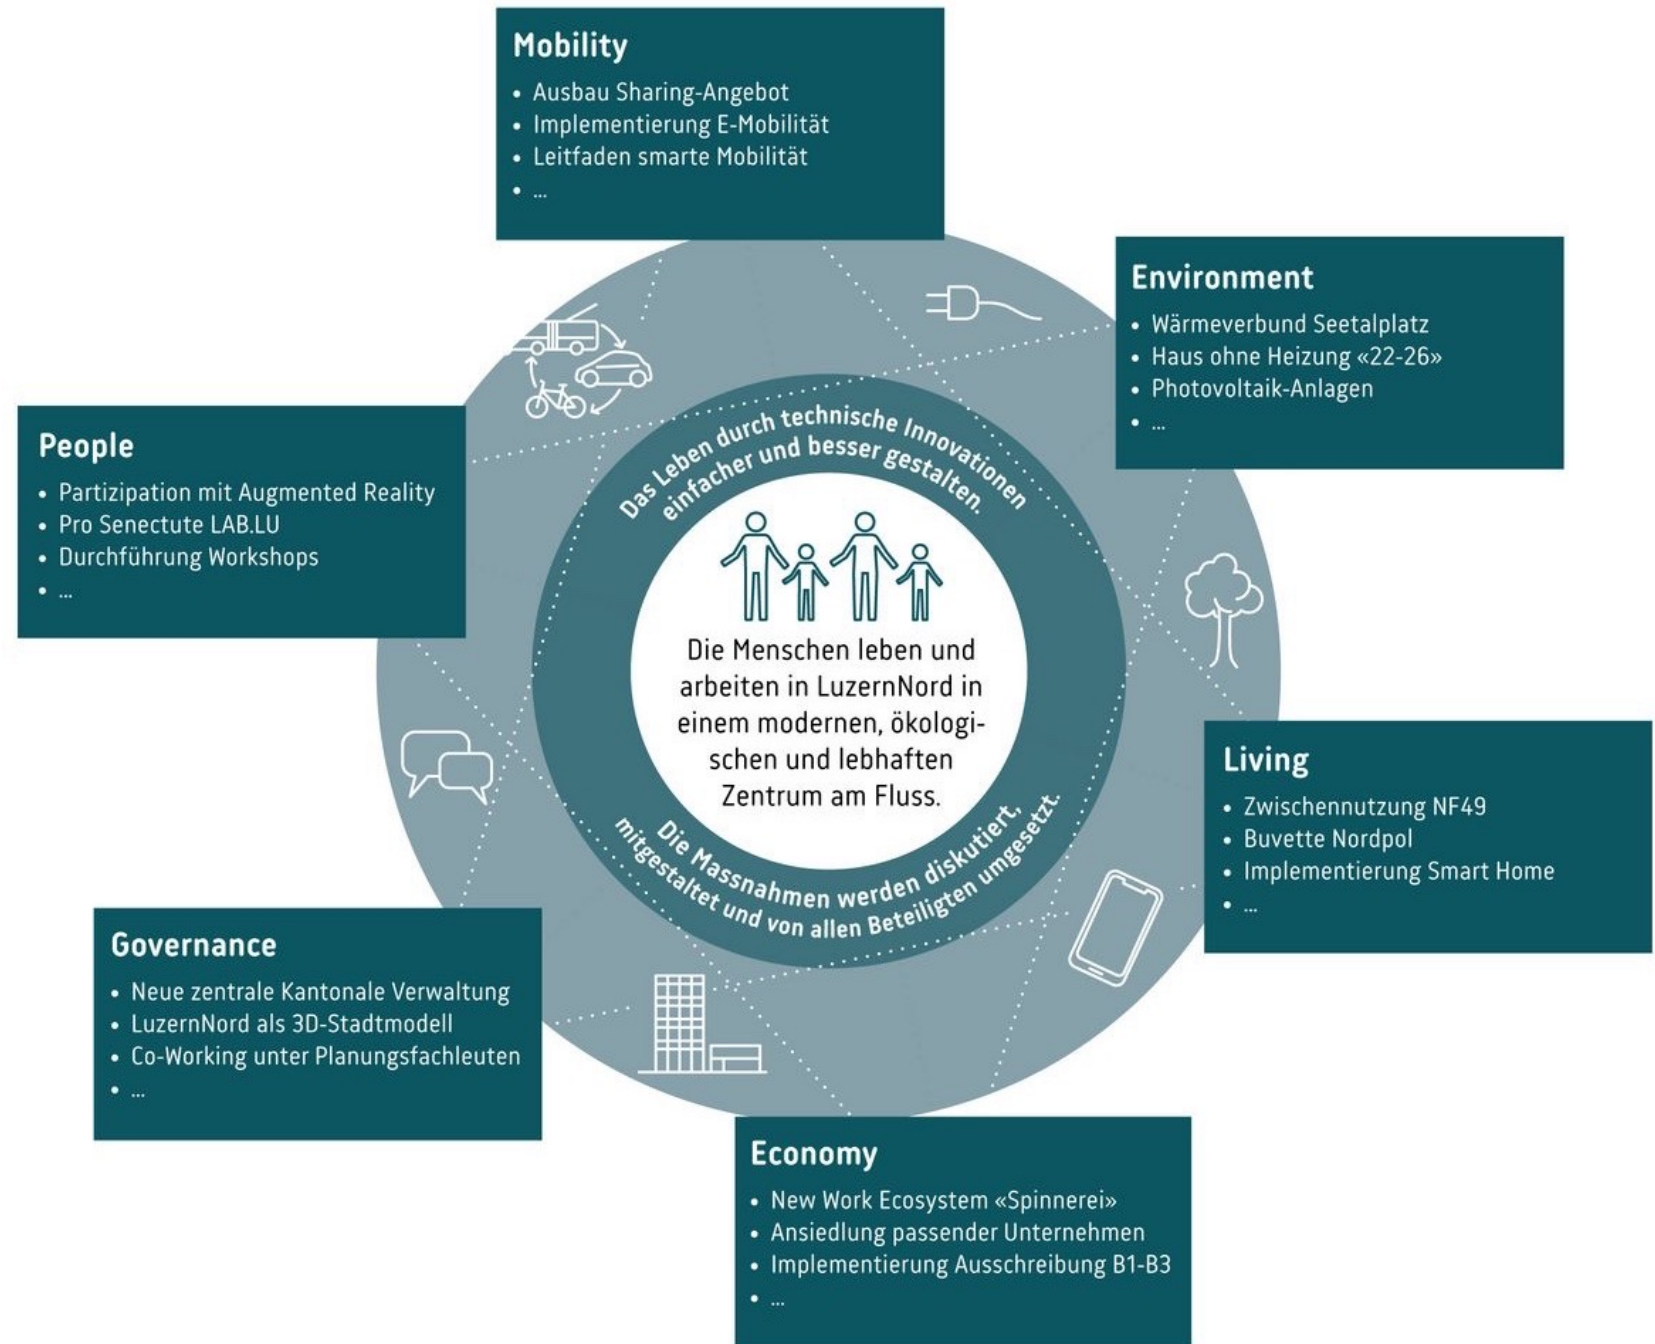 Mobility
• Ausbau Sharing-Angebot
• Implementierung E-Mobilität
• Leitfaden smarte Mobilität
• ...
Environment
• Wärmeverbund Seetalplatz
• Haus ohne Heizung «22-26»
• Photovoltaik-Anlagen
• ...
People
• Partizipation mit Augmented Reality
• Pro Senectute LAB.LU
• Durchführung Workshops
• ...
Das Leben durch technische Innovationen
einfacher und besser gestalten.
Die Menschen leben und
arbeiten in LuzernNord in
einem modernen, ökologi-
schen und lebhaften
Zentrum am Fluss.
Die Massnahmen werden diskutiert,
mitgestaltet und von allen Beteiligten umgesetzt.
Living
• Zwischennutzung NF49
• Buvette Nordpol
• Implementierung Smart Home
• ...
Governance
• Neue zentrale Kantonale Verwaltung
• LuzernNord als 3D-Stadtmodell
• Co-Working unter Planungsfachleuten
• ...
Economy
• New Work Ecosystem «Spinnerei»
• Ansiedlung passender Unternehmen
• Implementierung Ausschreibung B1-B3
• ...